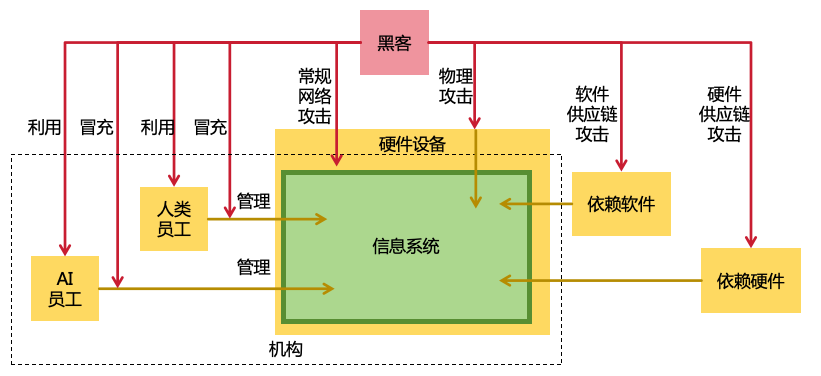 黑客
常规
网络
攻击
物理
攻击
软件
供应链
攻击
硬件
供应链
攻击
利用
冒充
利用
冒充
硬件设备
人类
员工
管理
依赖软件
信息系统
AI
员工
管理
依赖硬件
机构